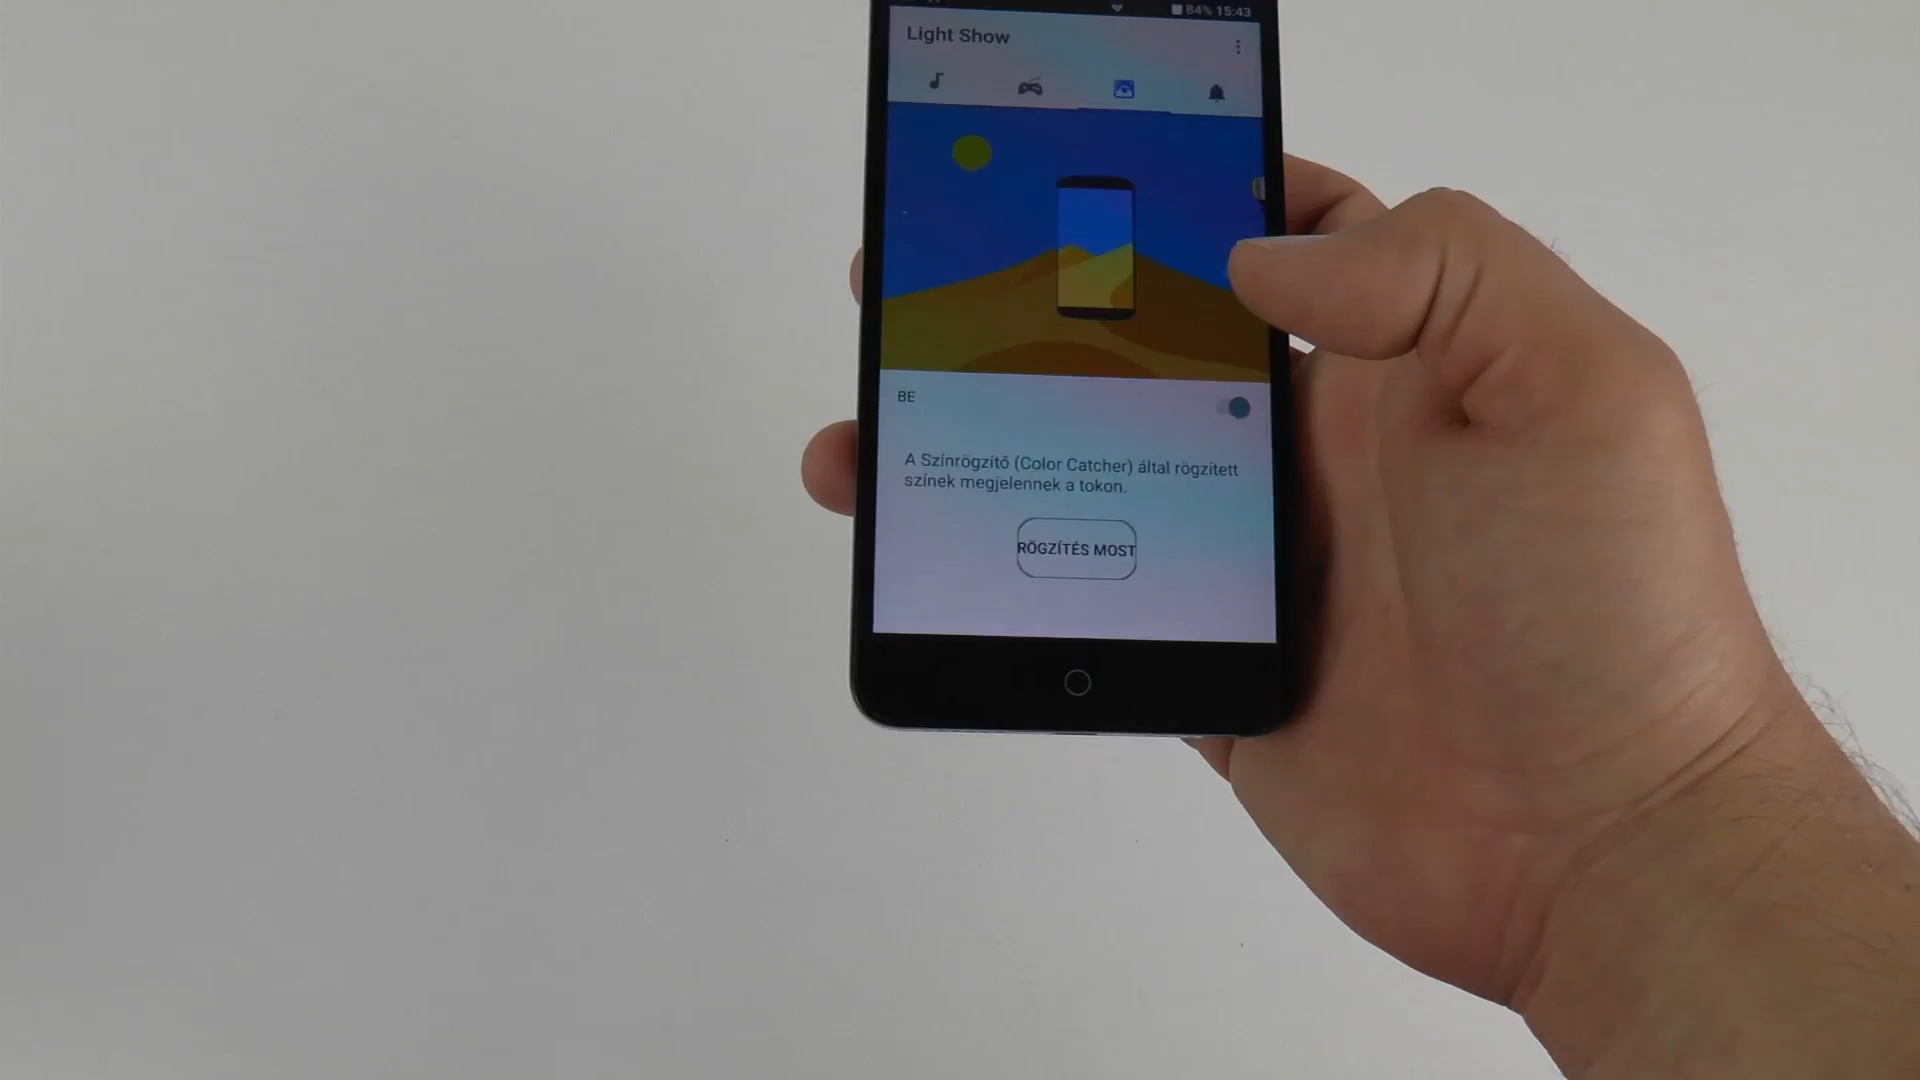 84% 15:43
Light Show
BE
A Színrögzítő (Color Catcher) által rögzített
színek megjelennek a tokon.
RÖGZÍTÉS MOST